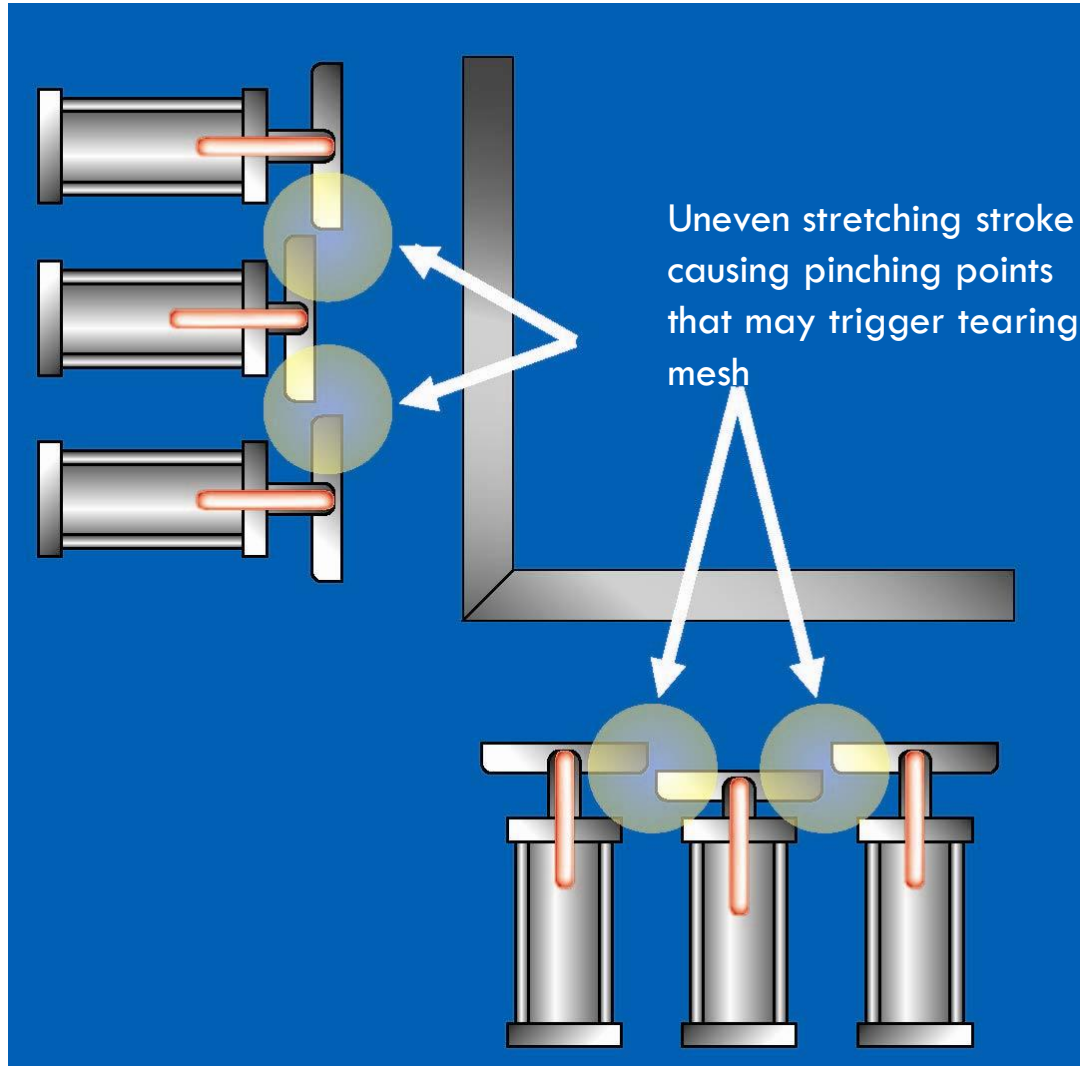 Uneven stretching stroke
causing pinching points
that may trigger tearing
mesh